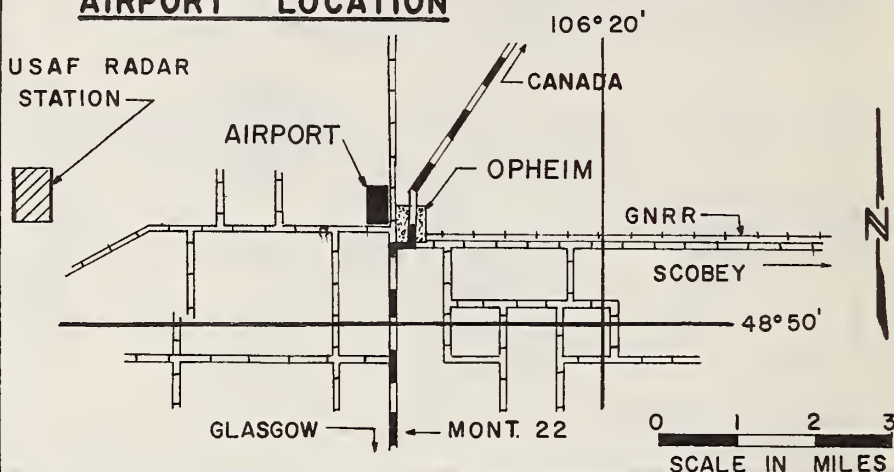 AIRPORT LOCATION
106° 20'
USAF RADAR
STATION
CANADA
AIRPORT
OPHEIM
GNRR
N
SCOBEY
48° 50'
GLASGOW
MONT. 22
0 1 2 3
SCALE IN MILES